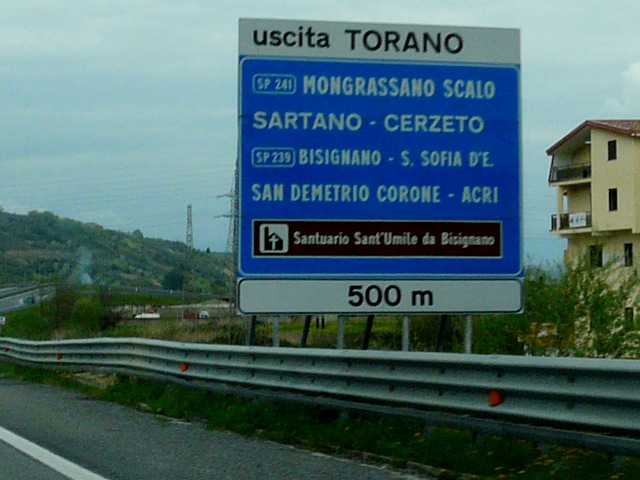 uscita TORANO
SP 241 MONGRASSANO SCALO
SARTANO - CERZETO
SP 239 BISIGNANO - S. SOFIA D'E.
SAN DEMETRIO CORONE - ACRI
Santuario Sant'Umile da Bisignano
500 m